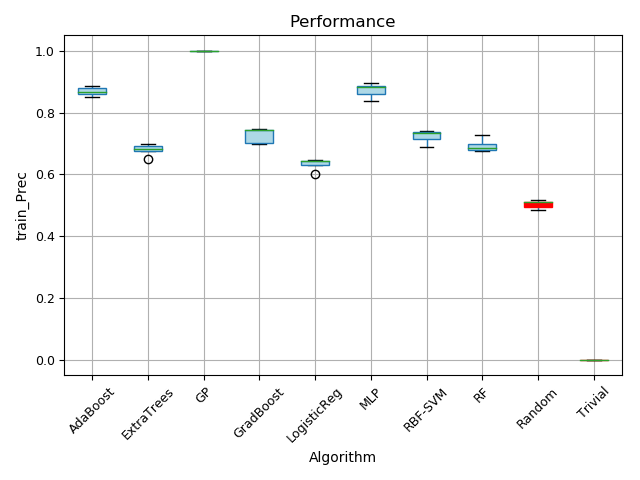 Performance
train_Prec
1.0
0.8
0.6
0.4
0.2
0.0
AdaBoost
ExtraTrees
GP
GradBoost
LogisticReg
MLP
RBF-SVM
RF
Random
Trivial
Algorithm